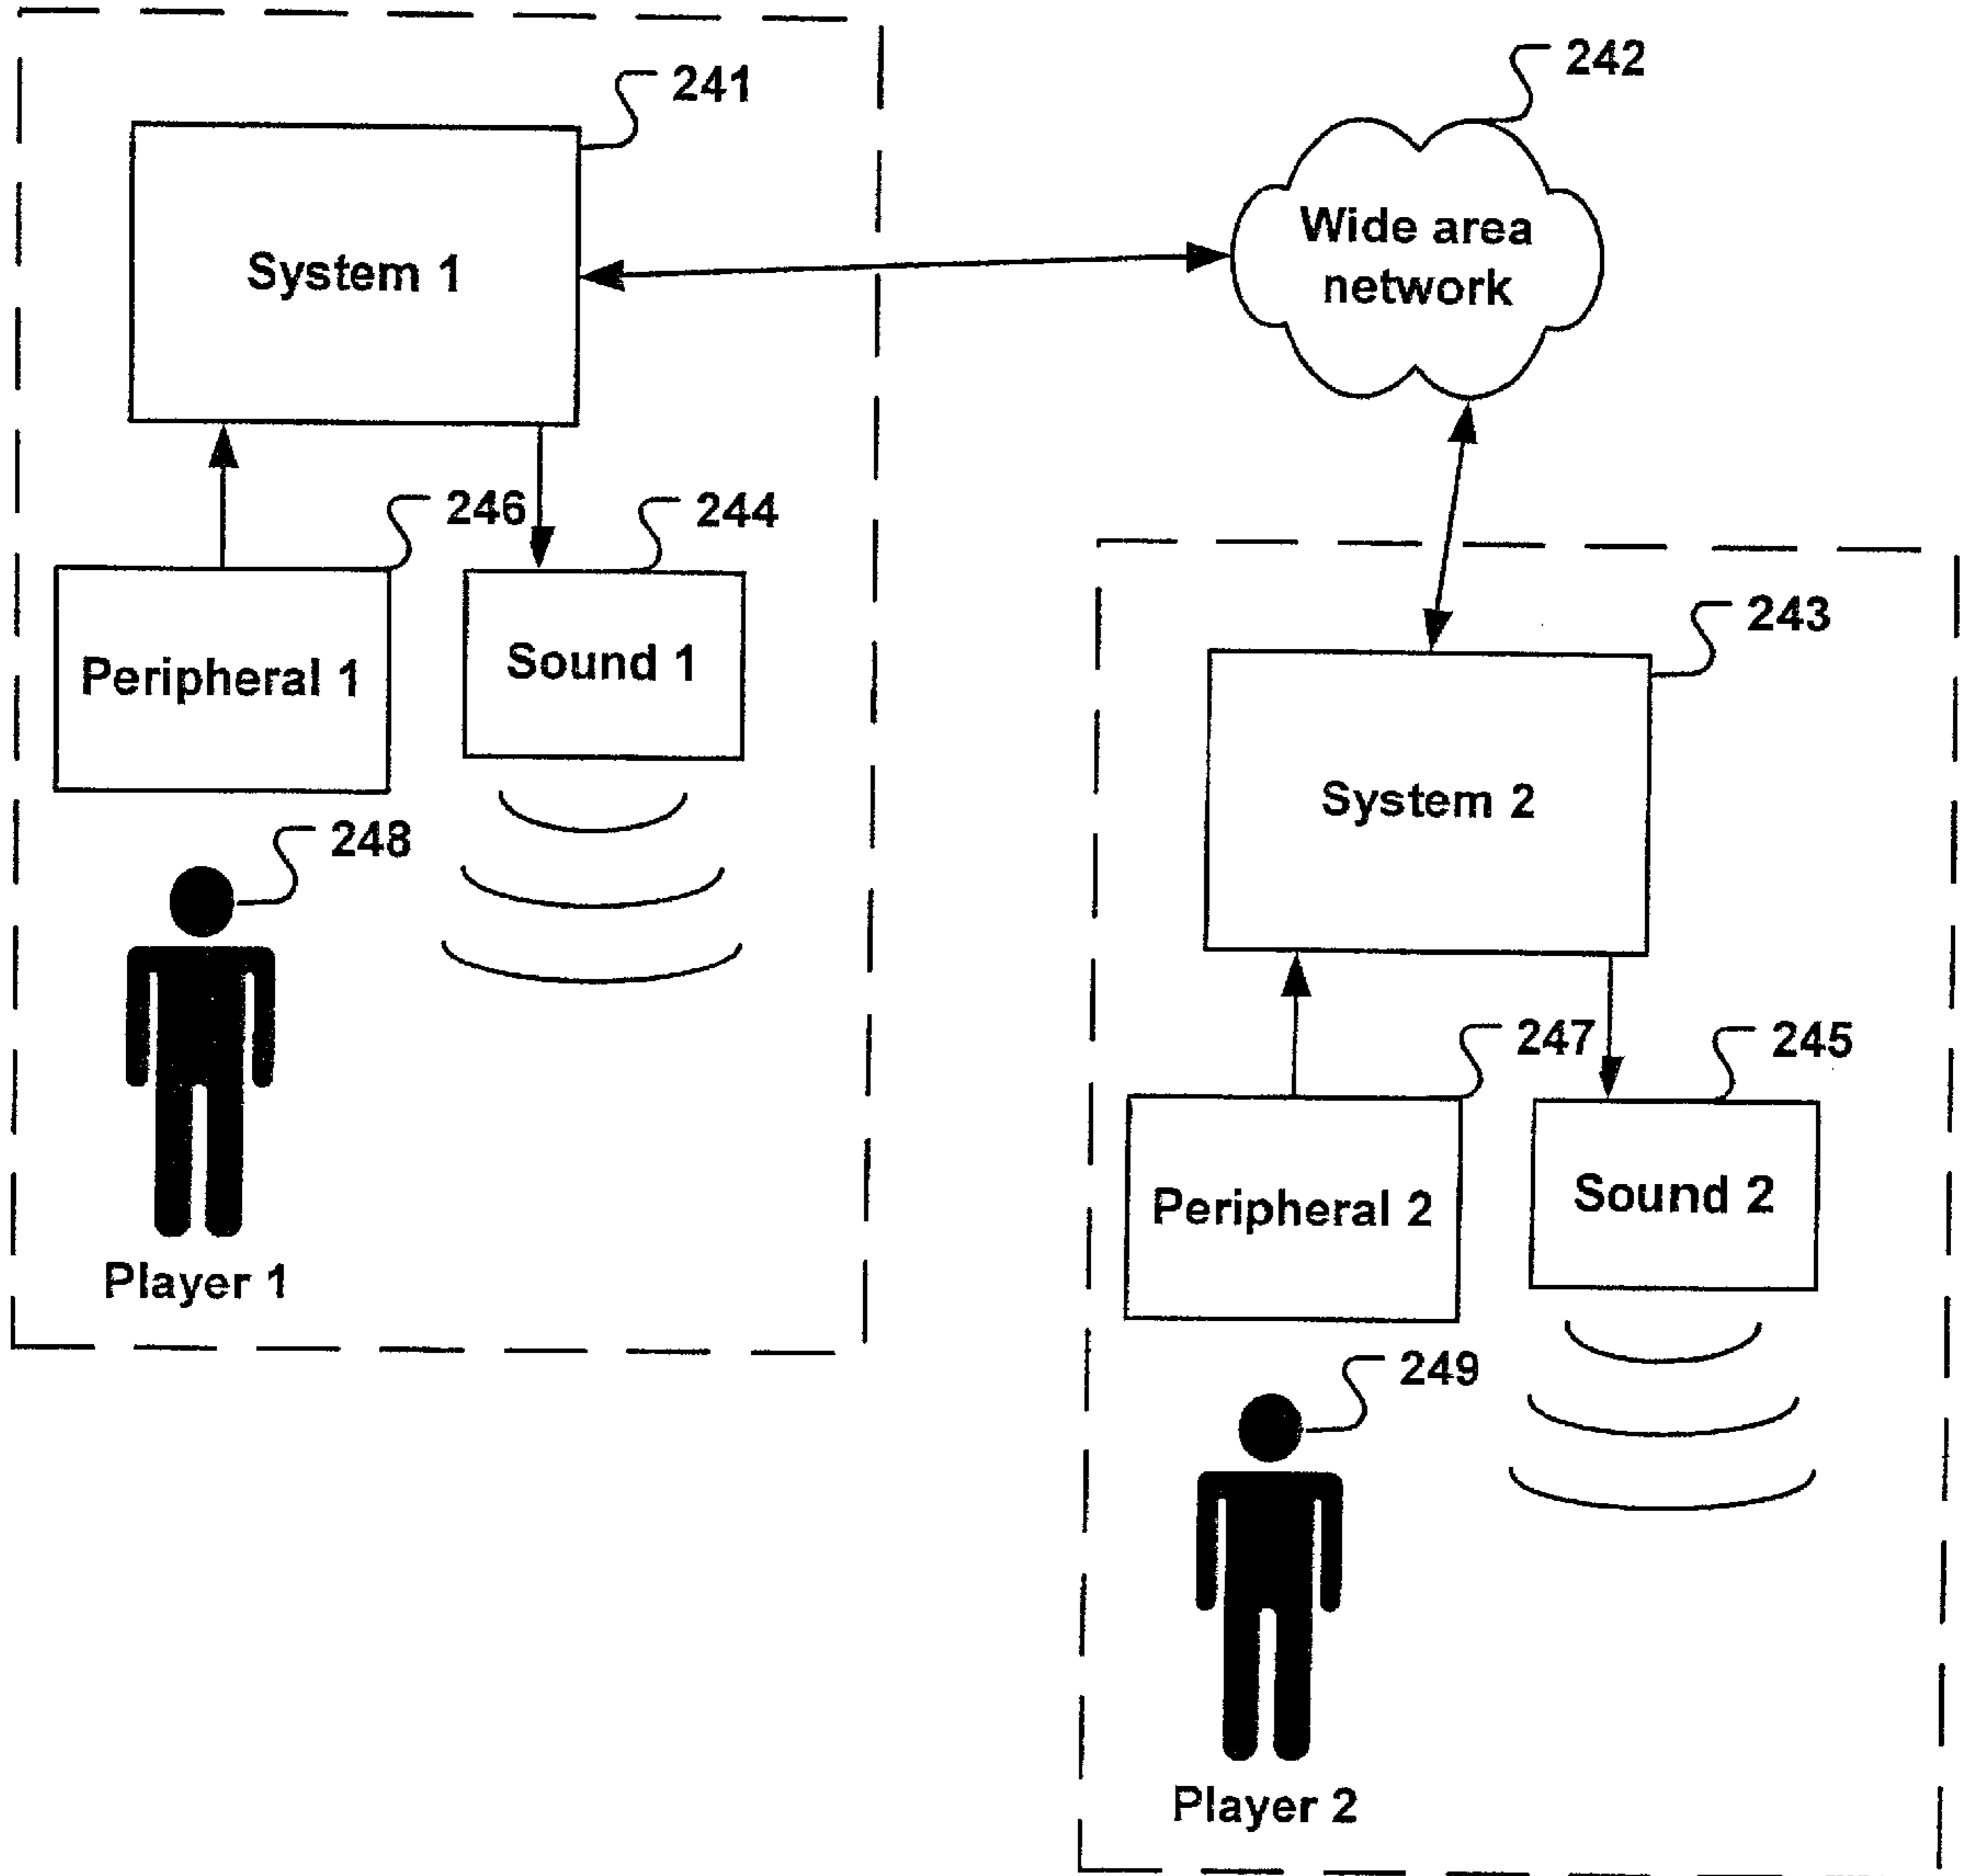 241
System 1
242
Wide area
network
246
244
Peripheral 1
Sound 1
248
Player 1
243
System 2
247
245
Peripheral 2
Sound 2
249
Player 2